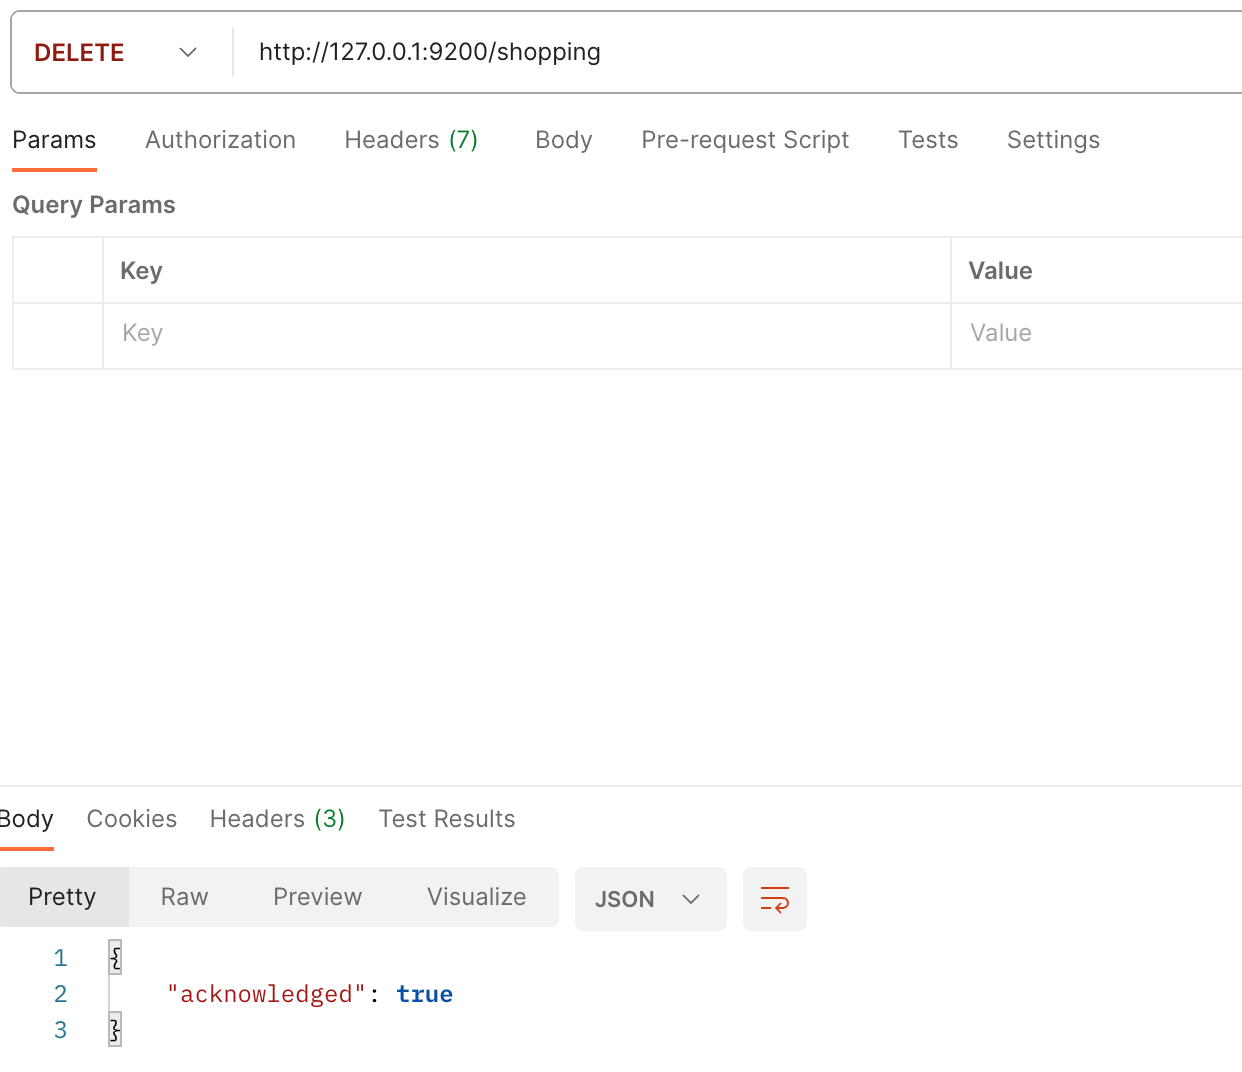 DELETE http://127.0.0.1:9200/shopping
Params Authorization Headers (7) Body Pre-request Script Tests Settings
Query Params
Key Value
Key Value
Body Cookies Headers (3) Test Results
Pretty Raw Preview Visualize JSON
1 {
2 "acknowledged": true
3 }